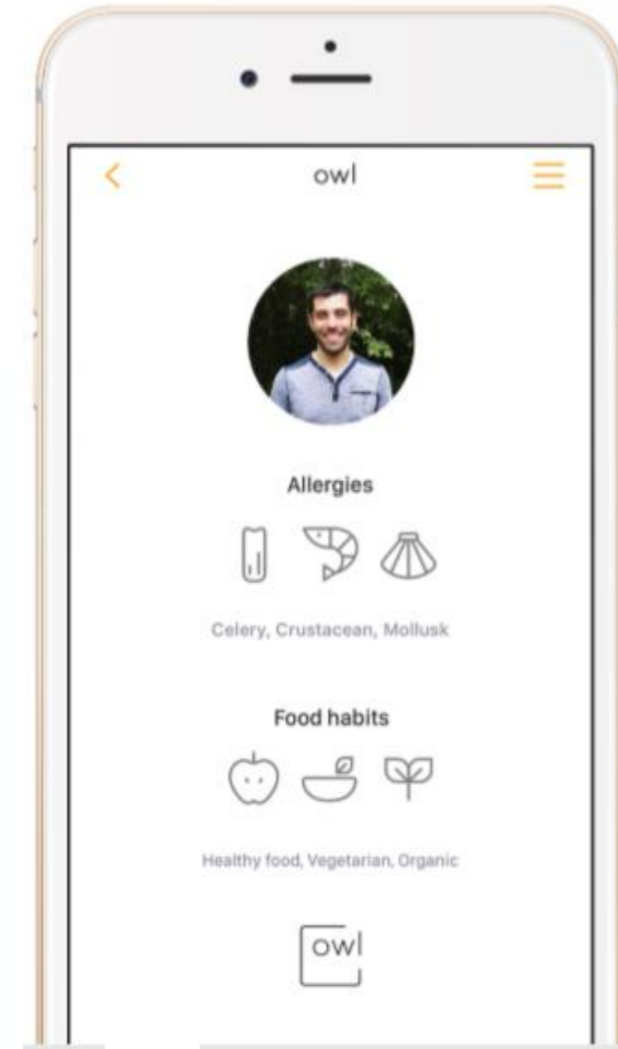 owl
Allergies
Celery, Crustacean, Mollusk
Food habits
Healthy food, Vegetarian, Organic
owl